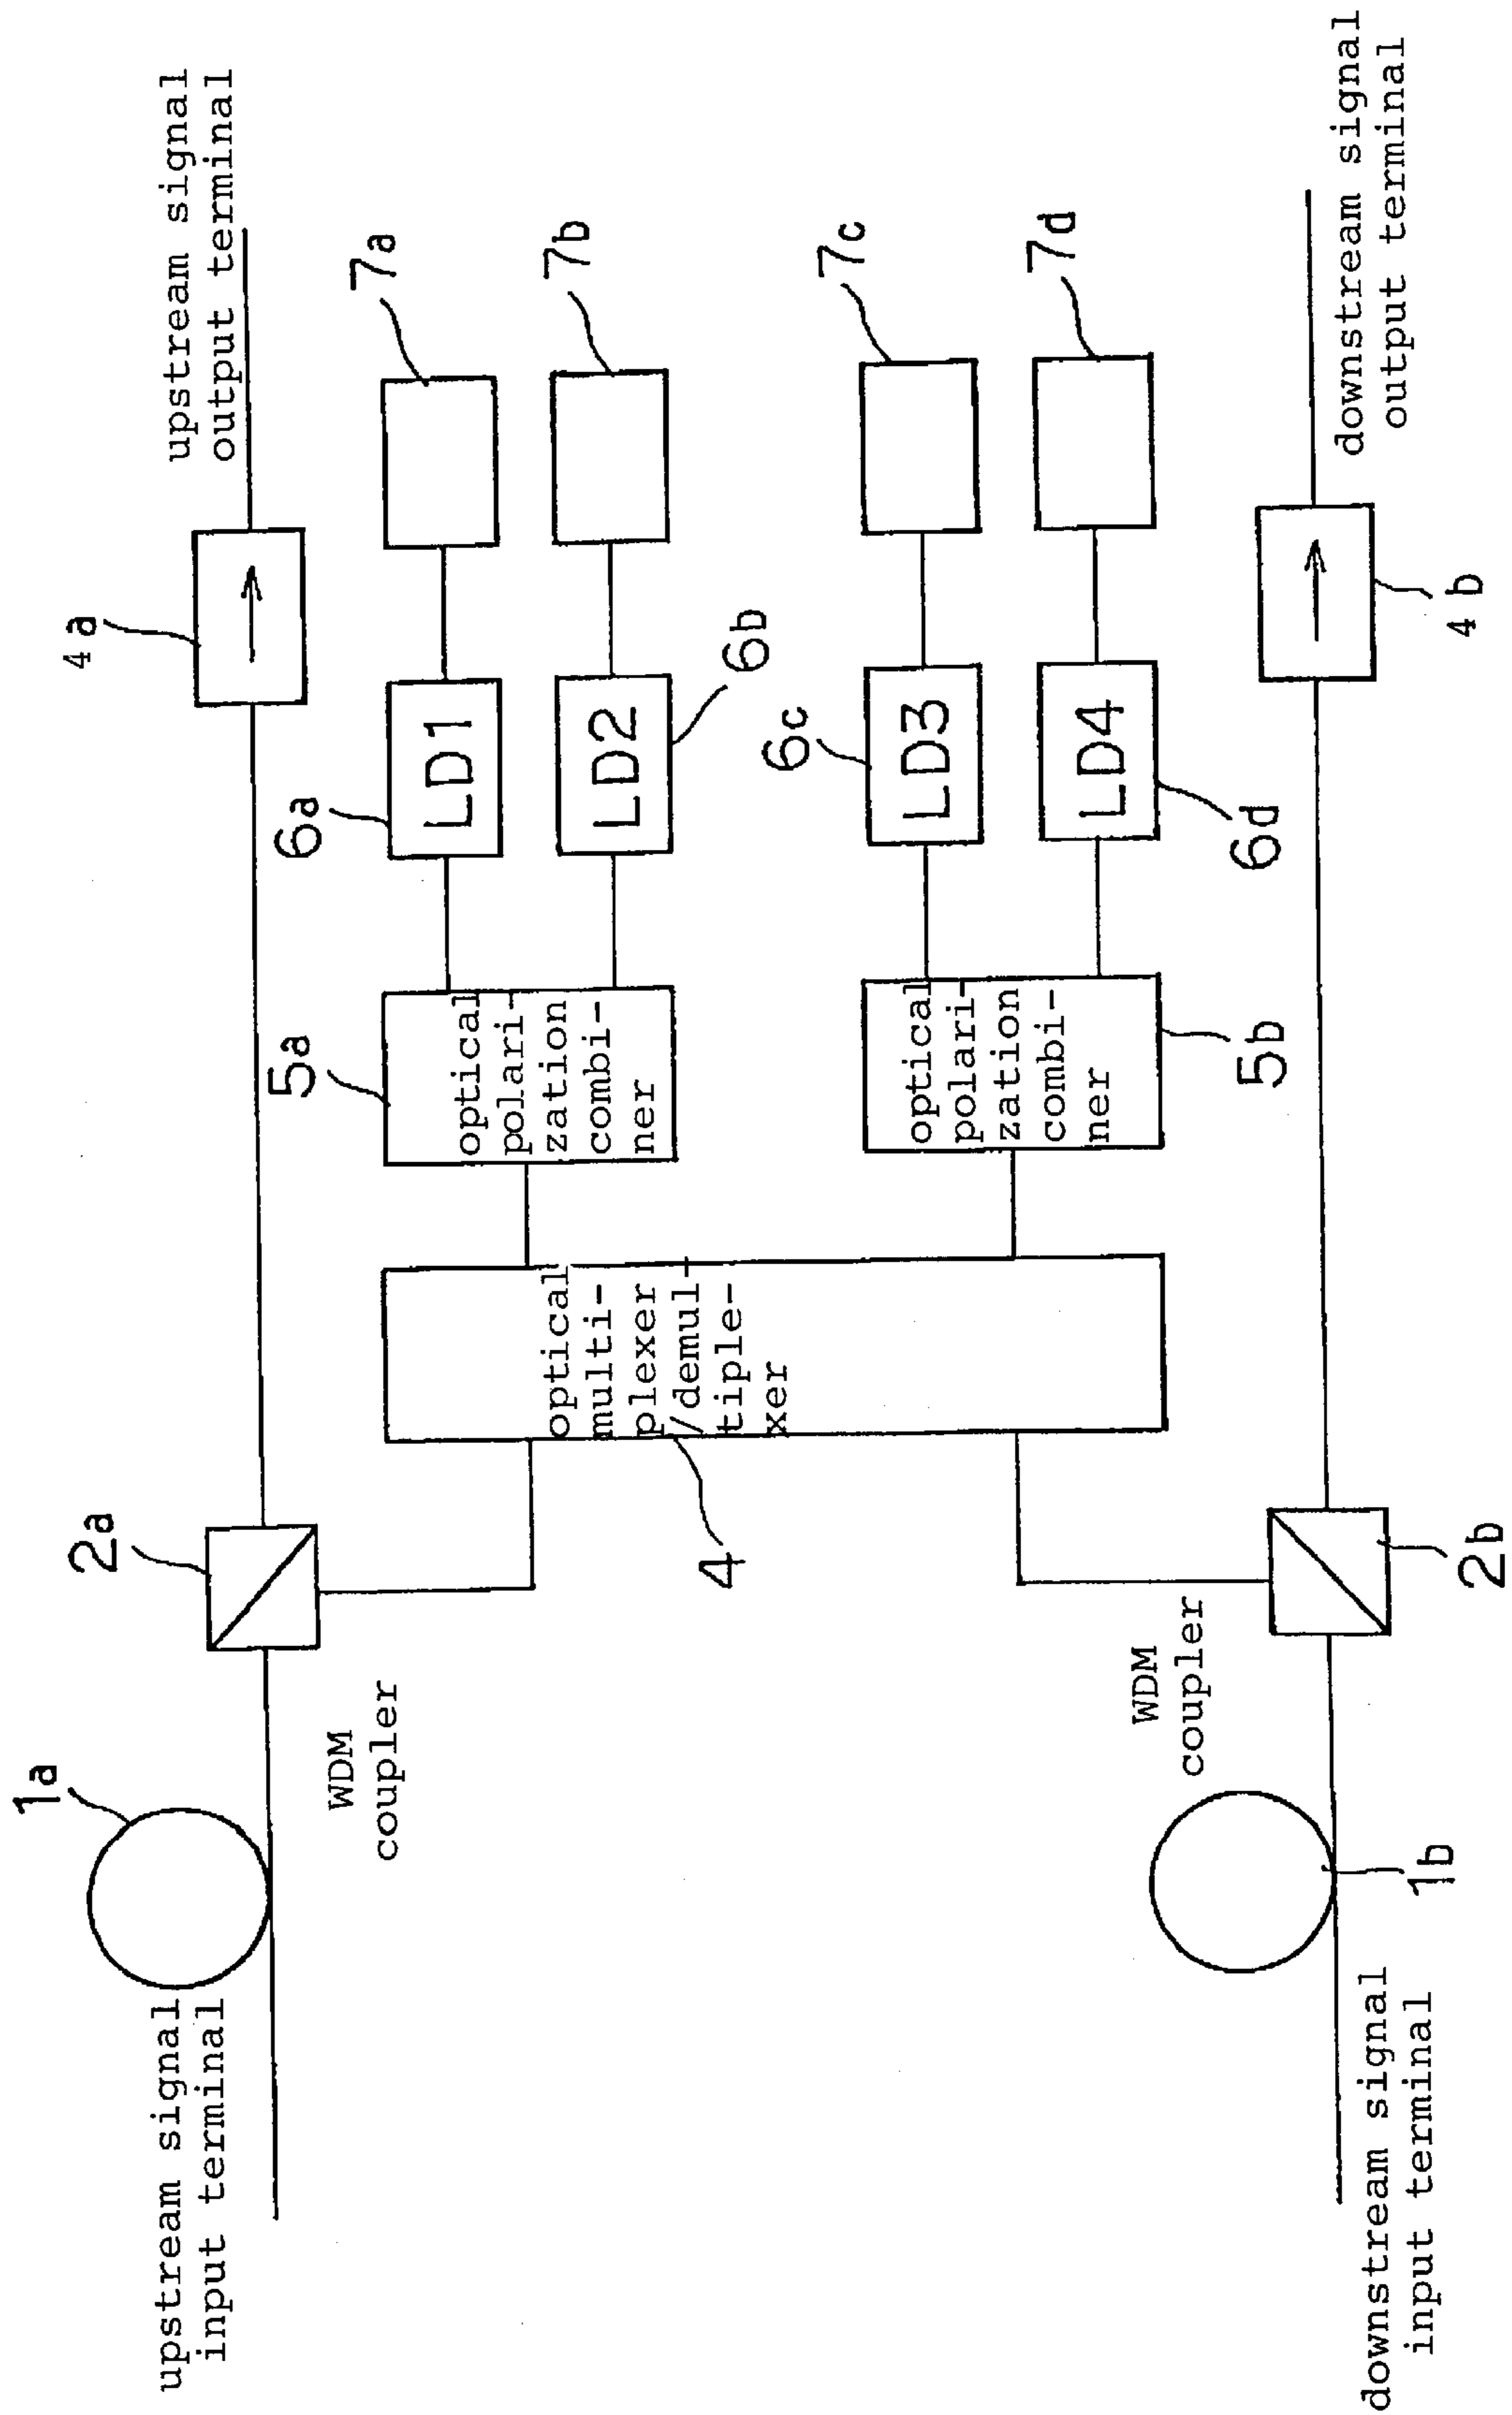 upstream signal
input terminal
1a
WDM
coupler
2a
4a
upstream signal
output terminal
4
optical
multi-
plexer
/demul-
tiple-
xer
5a
optical
polari-
zation
combi-
ner
6a
LD1
7a
LD2
6b
7b
5b
optical
polari-
zation
combi-
ner
6c
LD3
7c
LD4
6d
7d
downstream signal
input terminal
1b
WDM
coupler
2b
4b
downstream signal
output terminal